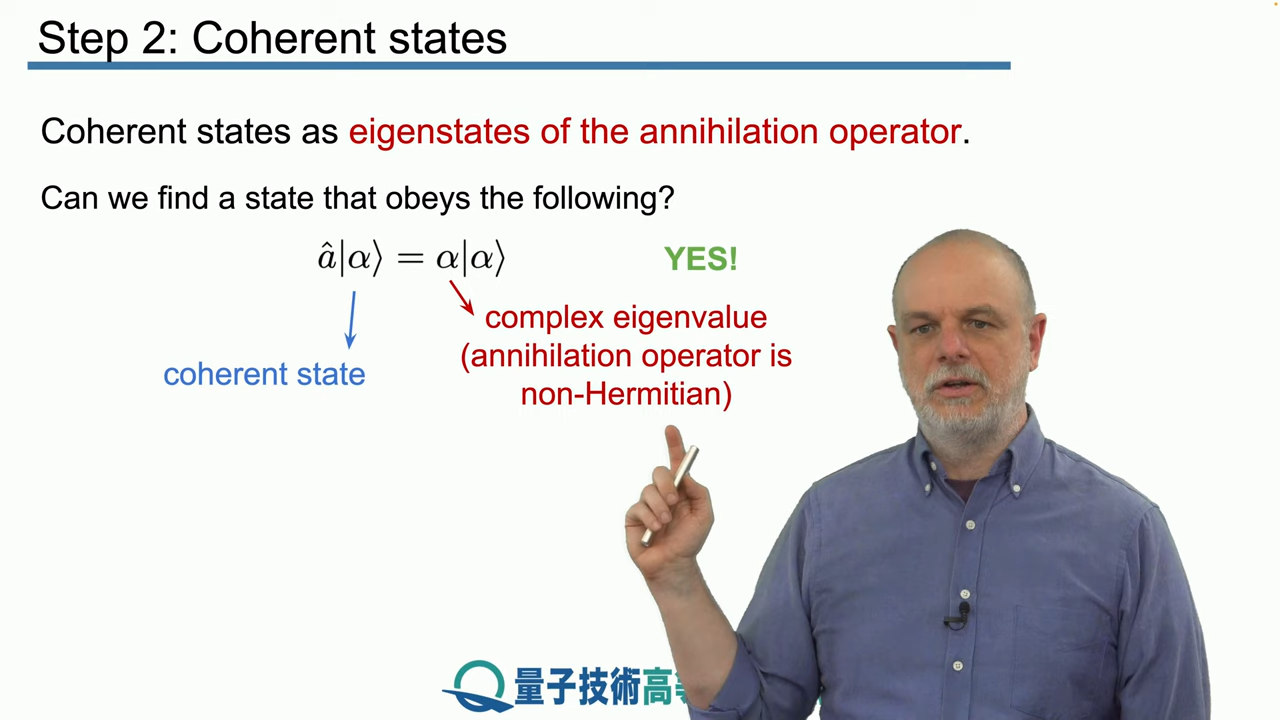 Step 2: Coherent states
Coherent states as eigenstates of the annihilation operator.
Can we find a state that obeys the following?
â|α⟩ = α|α⟩
YES!
complex eigenvalue
(annihilation operator is
non-Hermitian)
coherent state
量子技術高